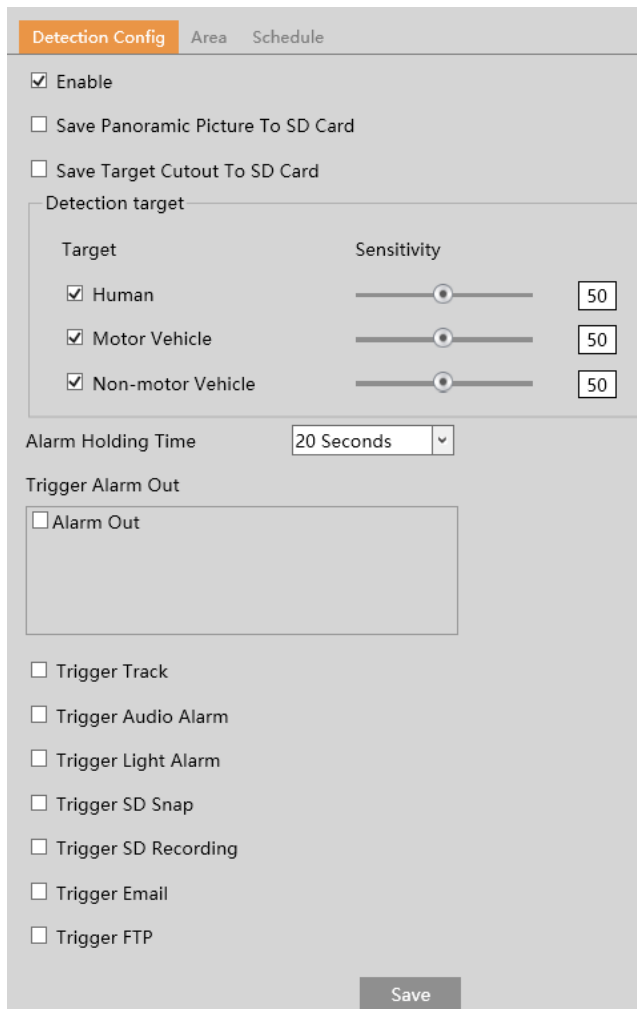 Detection Config Area Schedule
Enable
Save Panoramic Picture To SD Card
Save Target Cutout To SD Card
Detection target
Target Sensitivity
Human 50
Motor Vehicle 50
Non-motor Vehicle 50
Alarm Holding Time 20 Seconds
Trigger Alarm Out
Alarm Out
Trigger Track
Trigger Audio Alarm
Trigger Light Alarm
Trigger SD Snap
Trigger SD Recording
Trigger Email
Trigger FTP
Save